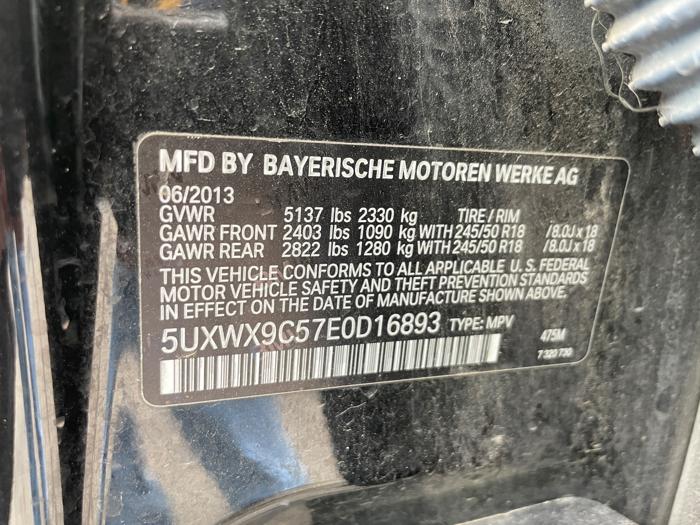 MFD BY BAYERISCHE MOTOREN WERKE AG
06/2013
GVWR 5137 lbs 2330 kg TIRE / RIM
GAWR FRONT 2403 lbs 1090 kg WITH 245/50 R18 /8.0J x 18
GAWR REAR 2822 lbs 1280 kg WITH 245/50 R18 /8.0J x 18
THIS VEHICLE CONFORMS TO ALL APPLICABLE U.S. FEDERAL
MOTOR VEHICLE SAFETY AND THEFT PREVENTION STANDARDS
IN EFFECT ON THE DATE OF MANUFACTURE SHOWN ABOVE.
5UXWX9C57E0D16893 TYPE: MPV 475M
7 320 730